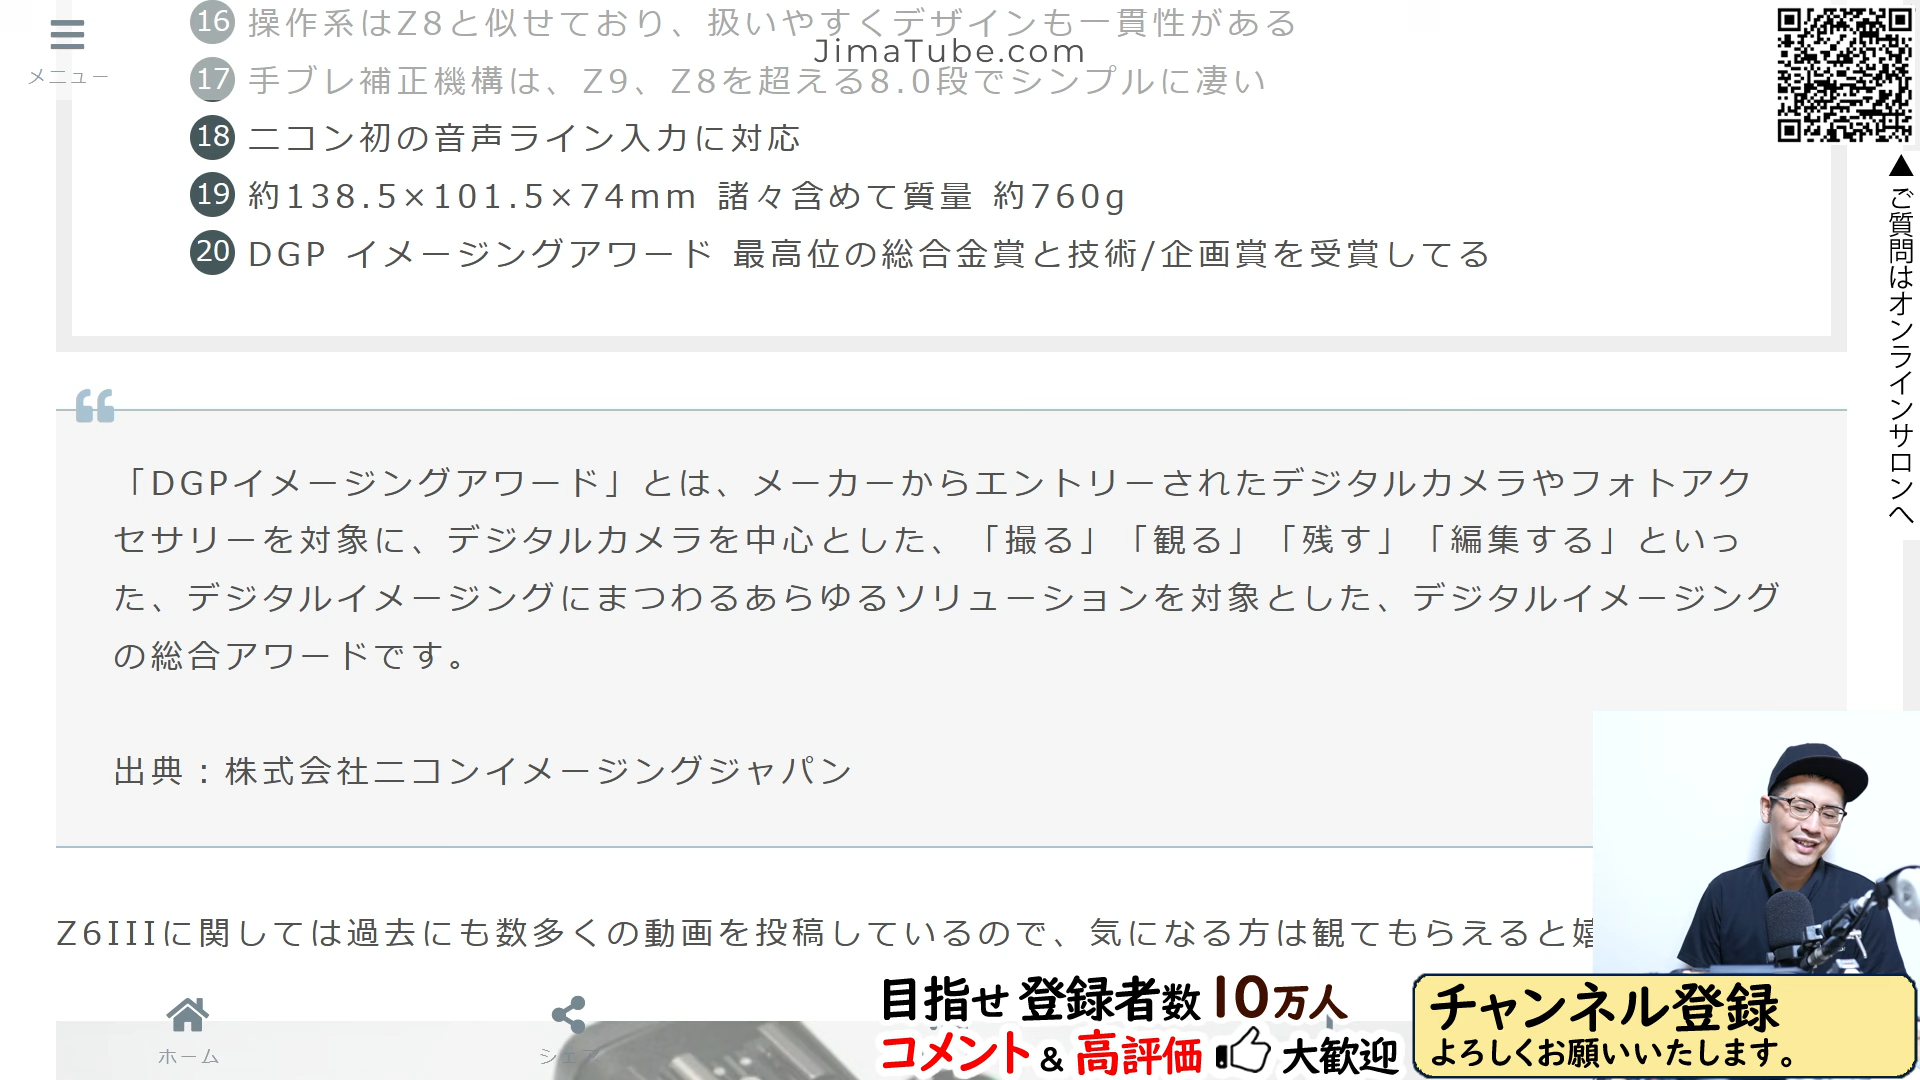 16 操作系はZ8と似せており、扱いやすくデザインも一貫性がある
JimaTube.com
メニュー
17 手ブレ補正機構は、Z9、Z8を超える8.0段でシンプルに凄い
18 ニコン初の音声ライン入力に対応
19 約138.5×101.5×74mm 諸々含めて質量 約760g
20 DGP イメージングアワード 最高位の総合金賞と技術/企画賞を受賞してる
▲ご質問はオンラインサロンへ
「DGPイメージングアワード」とは、メーカーからエントリーされたデジタルカメラやフォトアク
セサリーを対象に、デジタルカメラを中心とした、「撮る」「観る」「残す」「編集する」といっ
た、デジタルイメージングにまつわるあらゆるソリューションを対象とした、デジタルイメージング
の総合アワードです。
出典：株式会社ニコンイメージングジャパン
Z6IIIに関しては過去にも数多くの動画を投稿しているので、気になる方は観てもらえると嬉
ホーム
シェア
目指せ 登録者数 10万人
コメント & 高評価 大歓迎
チャンネル登録
よろしくお願いいたします。